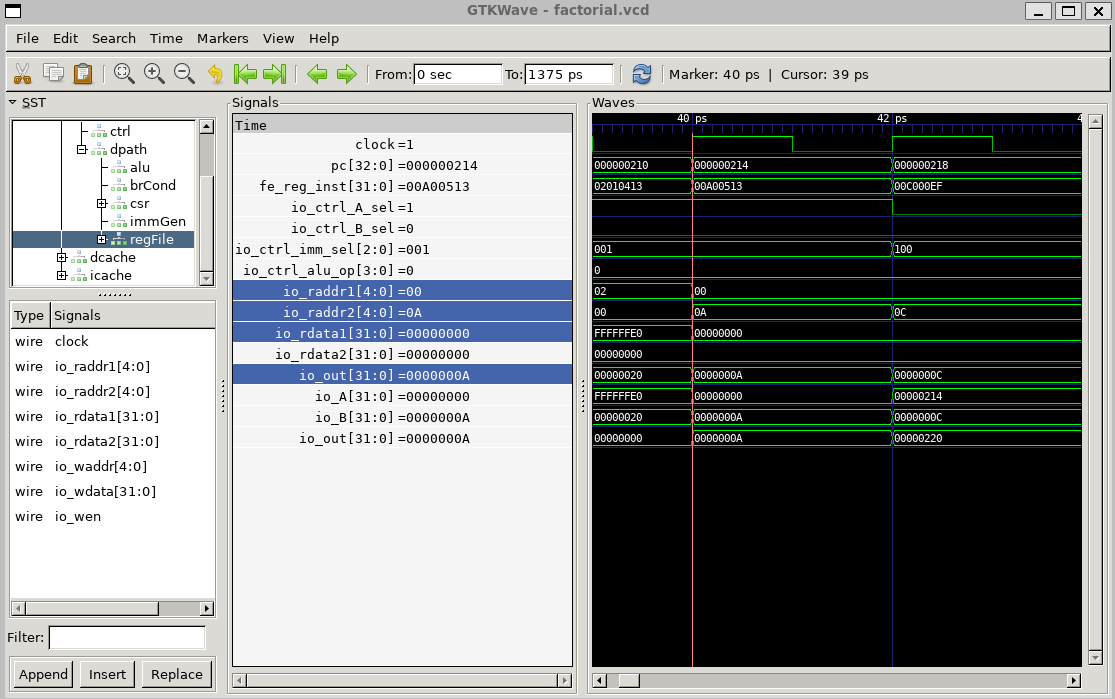 GTKWave - factorial.vcd
File Edit Search Time Markers View Help
From: 0 sec To: 1375 ps Marker: 40 ps | Cursor: 39 ps
SST
ctrl
dpath
alu
brCond
csr
immGen
regFile
dcache
icache
Type Signals
wire clock
wire io_raddr1[4:0]
wire io_raddr2[4:0]
wire io_rdata1[31:0]
wire io_rdata2[31:0]
wire io_waddr[4:0]
wire io_wdata[31:0]
wire io_wen
Filter:
Append Insert Replace
Signals
Time
clock=1
pc[32:0]=000000214
fe_reg_inst[31:0]=00A00513
io_ctrl_A_sel=1
io_ctrl_B_sel=0
io_ctrl_imm_sel[2:0]=001
io_ctrl_alu_op[3:0]=0
io_raddr1[4:0]=00
io_raddr2[4:0]=0A
io_rdata1[31:0]=00000000
io_rdata2[31:0]=00000000
io_out[31:0]=0000000A
io_A[31:0]=00000000
io_B[31:0]=0000000A
io_out[31:0]=0000000A
Waves
40 ps 42 ps 4
000000210 000000214 000000218
02010413 00A00513 00C000EF
001 100
0
02 00
00 0A 0C
FFFFFFE0 00000000
00000000
00000020 0000000A 0000000C
FFFFFFE0 00000000 00000214
00000020 0000000A 0000000C
00000000 0000000A 00000220